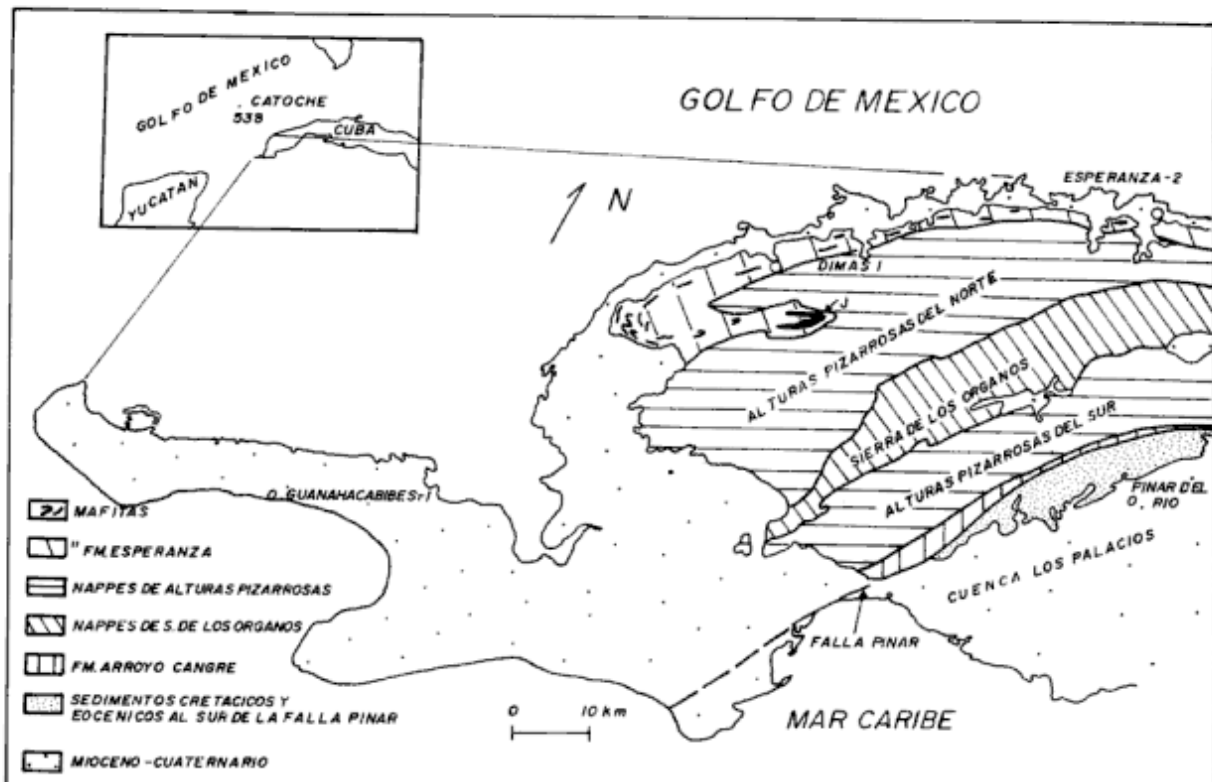 GOLFO DE MEXICO
CATOCHE
538
CUBA
YUCATAN
GOLFO DE MEXICO
N
ESPERANZA-2
DIMAS 1
J
ALTURAS PIZARROSAS DEL NORTE
SIERRA DE LOS ORGANOS
ALTURAS PIZARROSAS DEL SUR
PINAR DEL
RIO
CUENCA LOS PALACIOS
FALLA PINAR
MAR CARIBE
0 10 km
GUANAHACABIBES
MAFITAS
" FM. ESPERANZA
NAPPES DE ALTURAS PIZARROSAS
NAPPES DE S. DE LOS ORGANOS
FM. ARROYO CANGRE
SEDIMENTOS CRETACICOS Y
EOCENICOS AL SUR DE LA FALLA PINAR
MIOCENO-CUATERNARIO